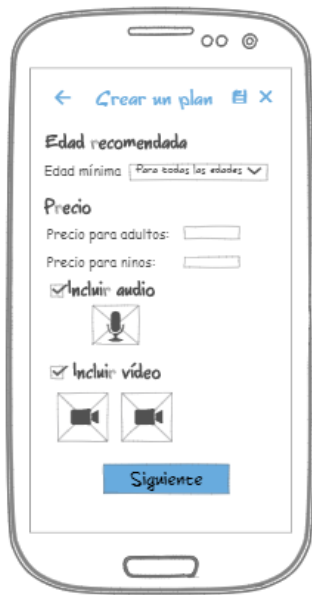 Crear un plan
Edad recomendada
Edad mínima Para todas las edades
Precio
Precio para adultos:
Precio para ninos:
Incluir audio
Incluir vídeo
Siguiente